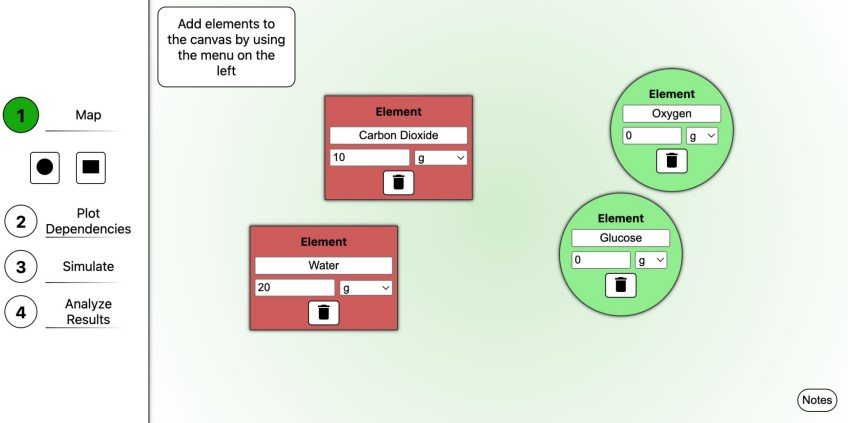 Add elements to
the canvas by using
the menu on the
left
1 Map
2 Plot
Dependencies
3 Simulate
4 Analyze
Results
Element
Carbon Dioxide
10 g
Element
Water
20 g
Element
Oxygen
0 g
Element
Glucose
0 g
Notes